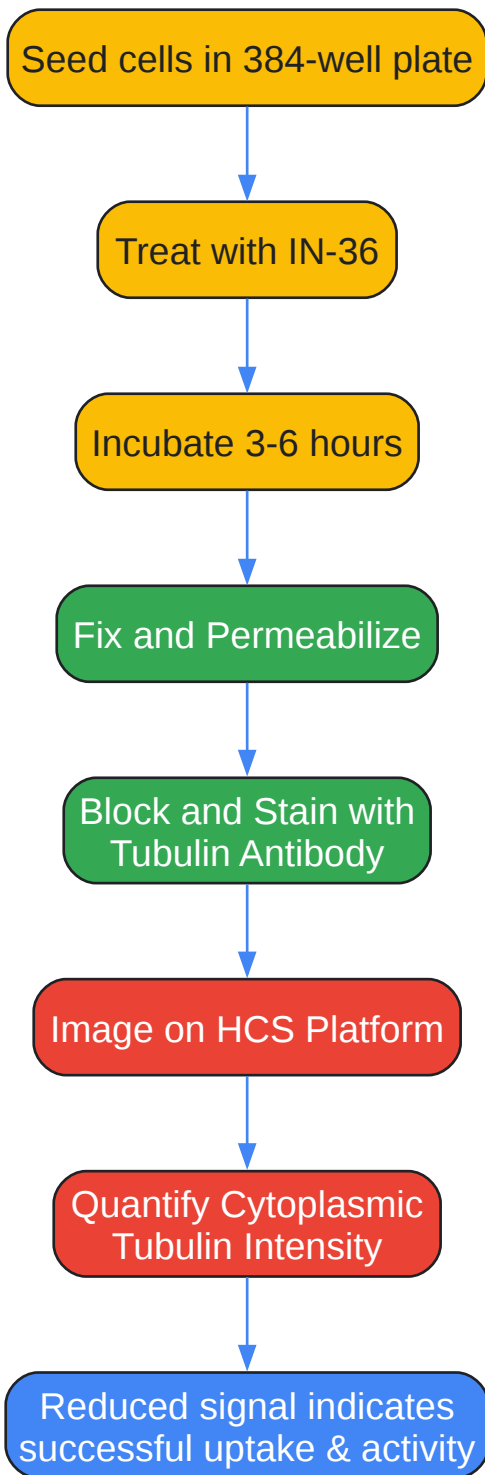 Seed cells in 384-well plate
Treat with IN-36
Incubate 3-6 hours
Fix and Permeabilize
Block and Stain with
Tubulin Antibody
Image on HCS Platform
Quantify Cytoplasmic
Tubulin Intensity
Reduced signal indicates
successful uptake & activity